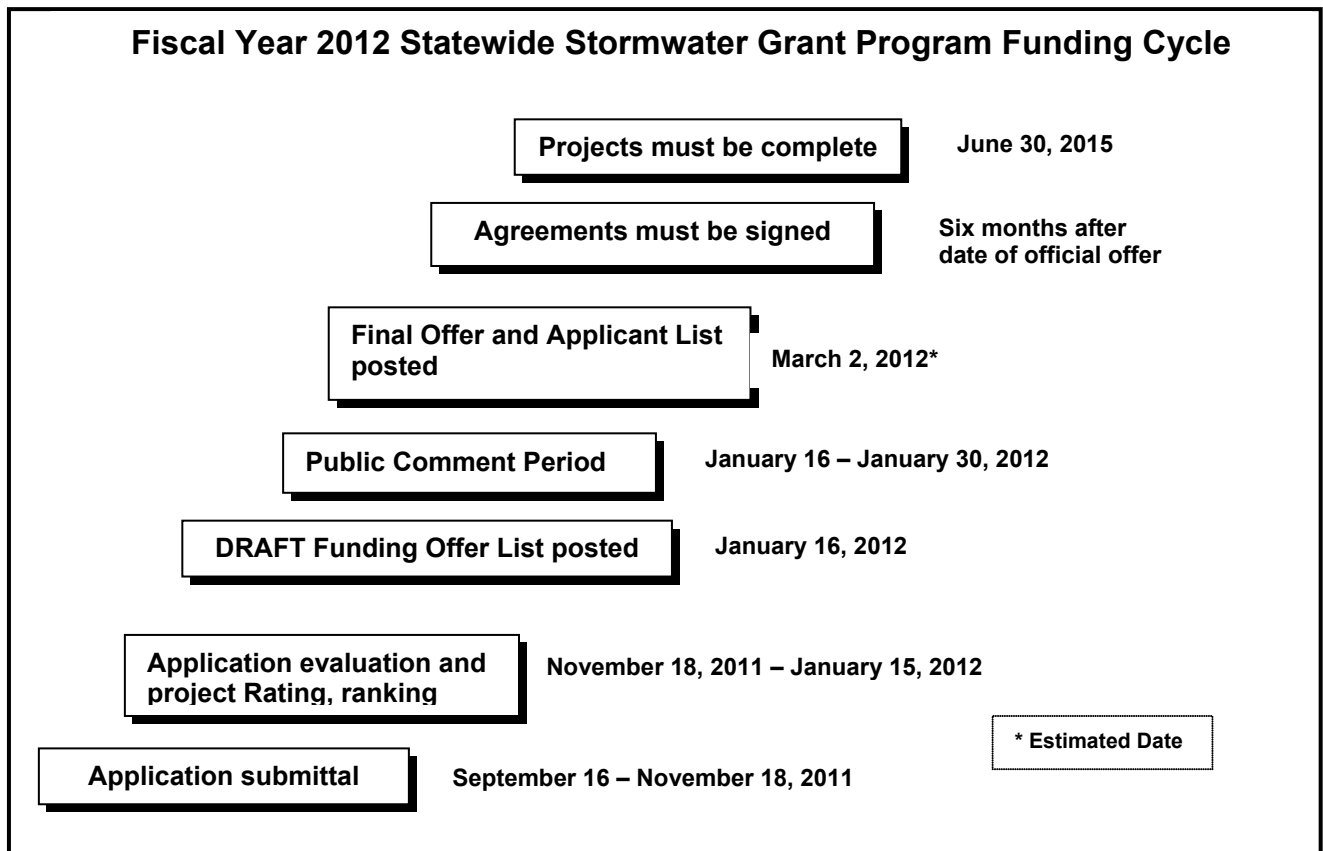 Fiscal Year 2012 Statewide Stormwater Grant Program Funding Cycle
Projects must be complete
June 30, 2015
Agreements must be signed
Six months after
date of official offer
Final Offer and Applicant List
posted
March 2, 2012*
Public Comment Period
January 16 – January 30, 2012
DRAFT Funding Offer List posted
January 16, 2012
Application evaluation and
project Rating, ranking
November 18, 2011 – January 15, 2012
* Estimated Date
Application submittal
September 16 – November 18, 2011